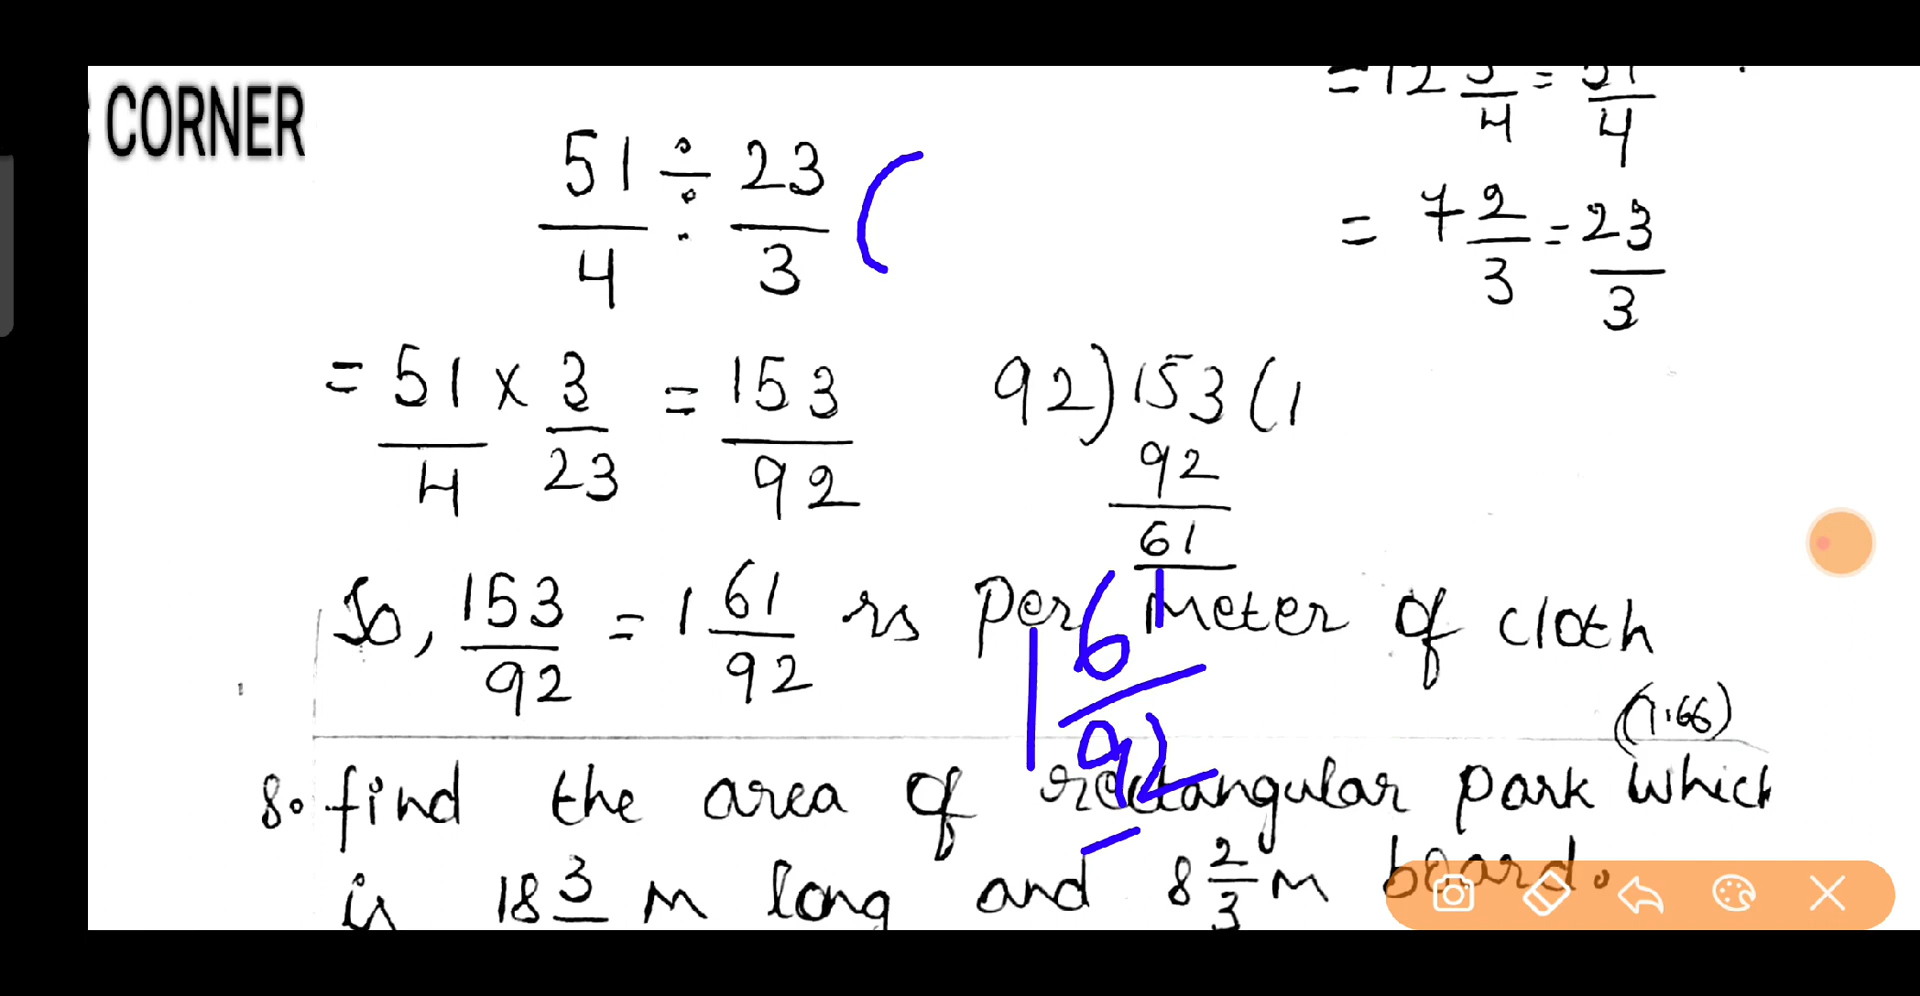 CORNER
= 12 3/4 = 51/4
51/4 ÷ 23/3 (
= 7 2/3 = 23/3
= 51/4 x 3/23 = 153/92
92)153(1
92
61
So, 153/92 = 1 61/92 is per meter of cloth
1 61/92
(1.66)
8. find the area of rectangular park which
is 18 3 m long and 8 2/3 m board.